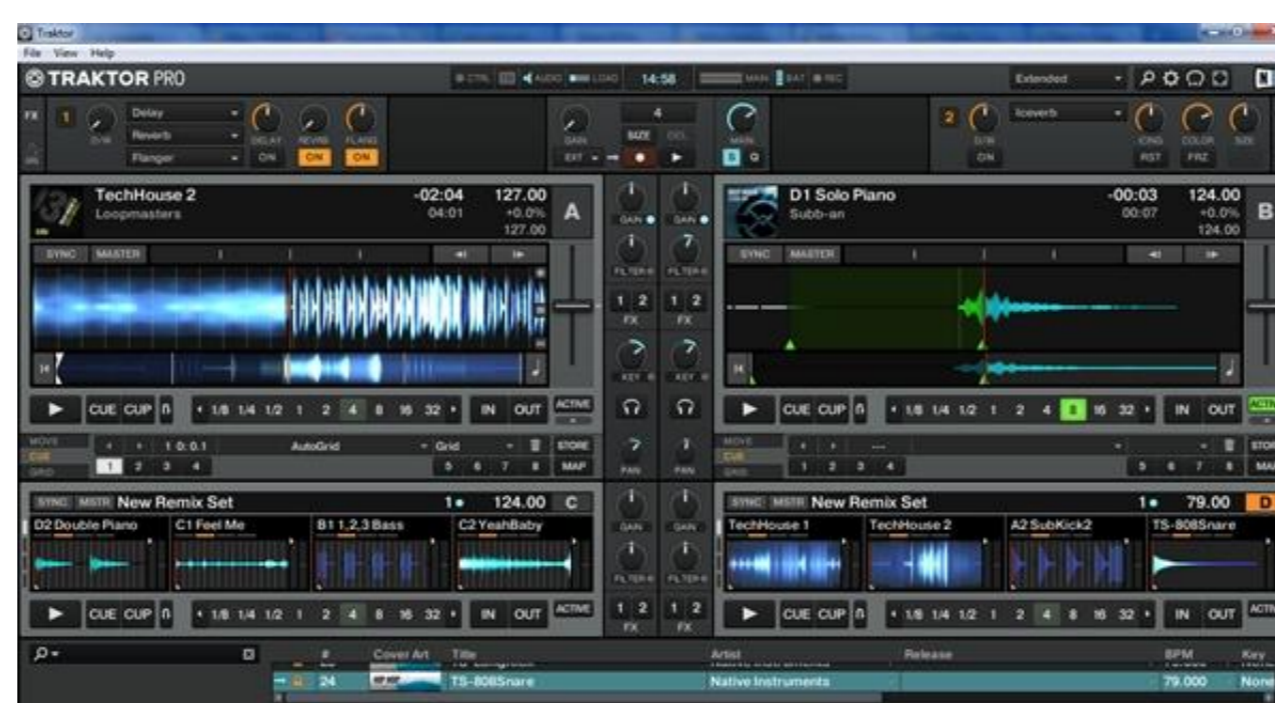 Traktor
File View Help
TRAKTOR PRO
CTRL AUDIO LOAD 14:58 MAIN BAT REC Extended
FX 1 D/W Delay Reverb Flanger DELAY REVRB FLANG ON ON ON
GAIN EXT 4 SIZE DEL MAIN S Q
2 D/W ON Iceverb ICING COLOR SIZE RST FRZ
TechHouse 2 -02:04 127.00
Loopmasters 04:01 +0.0% A
127.00
SYNC MASTER
CUE CUP 1/8 1/4 1/2 1 2 4 8 16 32 IN OUT ACTIVE
MOVE 1 0:0.1 AutoGrid Grid STORE
CUE
GRID 1 2 3 4 5 6 7 8 MAP
GAIN GAIN
FILTER FILTER
1 2 1 2
FX FX
KEY KEY
PAN PAN
D1 Solo Piano -00:03 124.00
Subb-an 00:07 +0.0% B
124.00
SYNC MASTER
CUE CUP 1/8 1/4 1/2 1 2 4 8 16 32 IN OUT
MOVE ---
CUE
GRID 1 2 3 4 5 6 7 8
SYNC MSTR New Remix Set 1 124.00 C
D2 Double Piano C1 Feel Me B1 1,2,3 Bass C2 YeahBaby
CUE CUP 1/8 1/4 1/2 1 2 4 8 16 32 IN OUT ACTIVE
GAIN GAIN
FILTER FILTER
1 2 1 2
FX FX
SYNC MSTR New Remix Set 1 79.00 D
TechHouse 1 TechHouse 2 A2 SubKick2 TS-808Snare
CUE CUP 1/8 1/4 1/2 1 2 4 8 16 32 IN OUT
# Cover Art Title Artist Release BPM Key
24 TS-808Snare Native Instruments 79.000 None